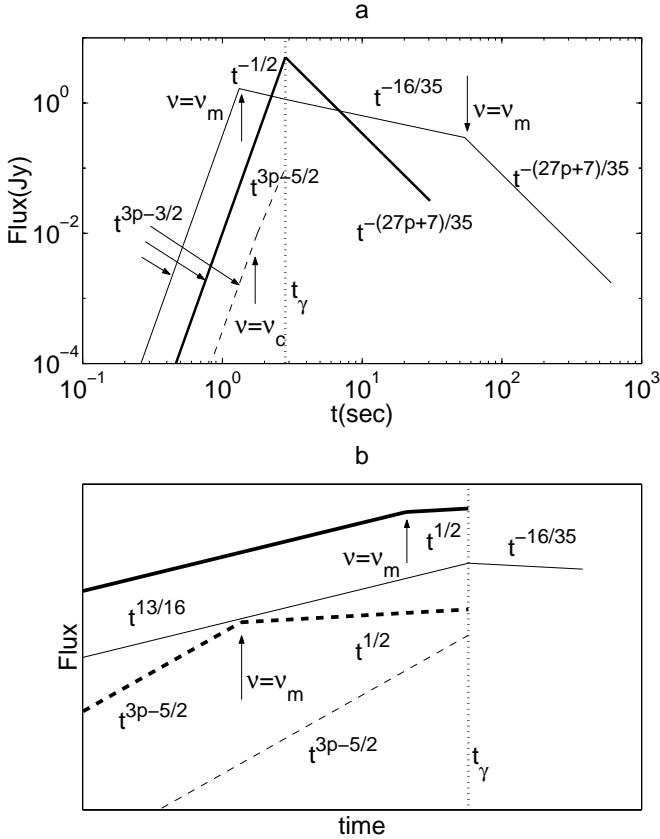 a
Flux(Jy)
10^0
10^-2
10^-4
t^-1/2
t^-16/35
ν=ν_m
ν=ν_m
t^3p-5/2
t^-(27p+7)/35
t^3p-3/2
t^-(27p+7)/35
t_γ
ν=ν_c
10^-1
10^0
10^1
10^2
10^3
t(sec)
b
Flux
t^1/2
t^-16/35
ν=ν_m
t^13/16
t^1/2
ν=ν_m
t^3p-5/2
t^3p-5/2
t_γ
time